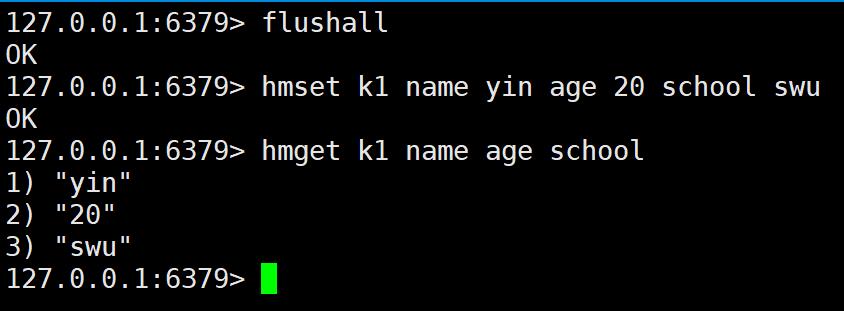 127.0.0.1:6379> flushall
OK
127.0.0.1:6379> hmset k1 name yin age 20 school swu
OK
127.0.0.1:6379> hmget k1 name age school
1) "yin"
2) "20"
3) "swu"
127.0.0.1:6379>